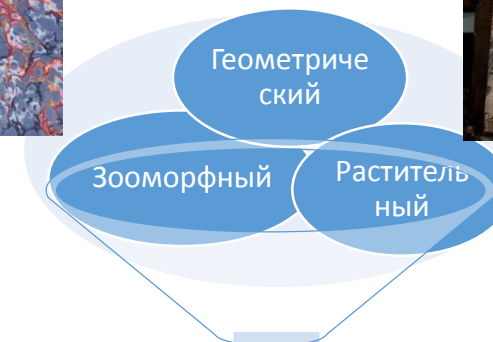 Геометриче
ский
Зооморфный
Раститель
ный